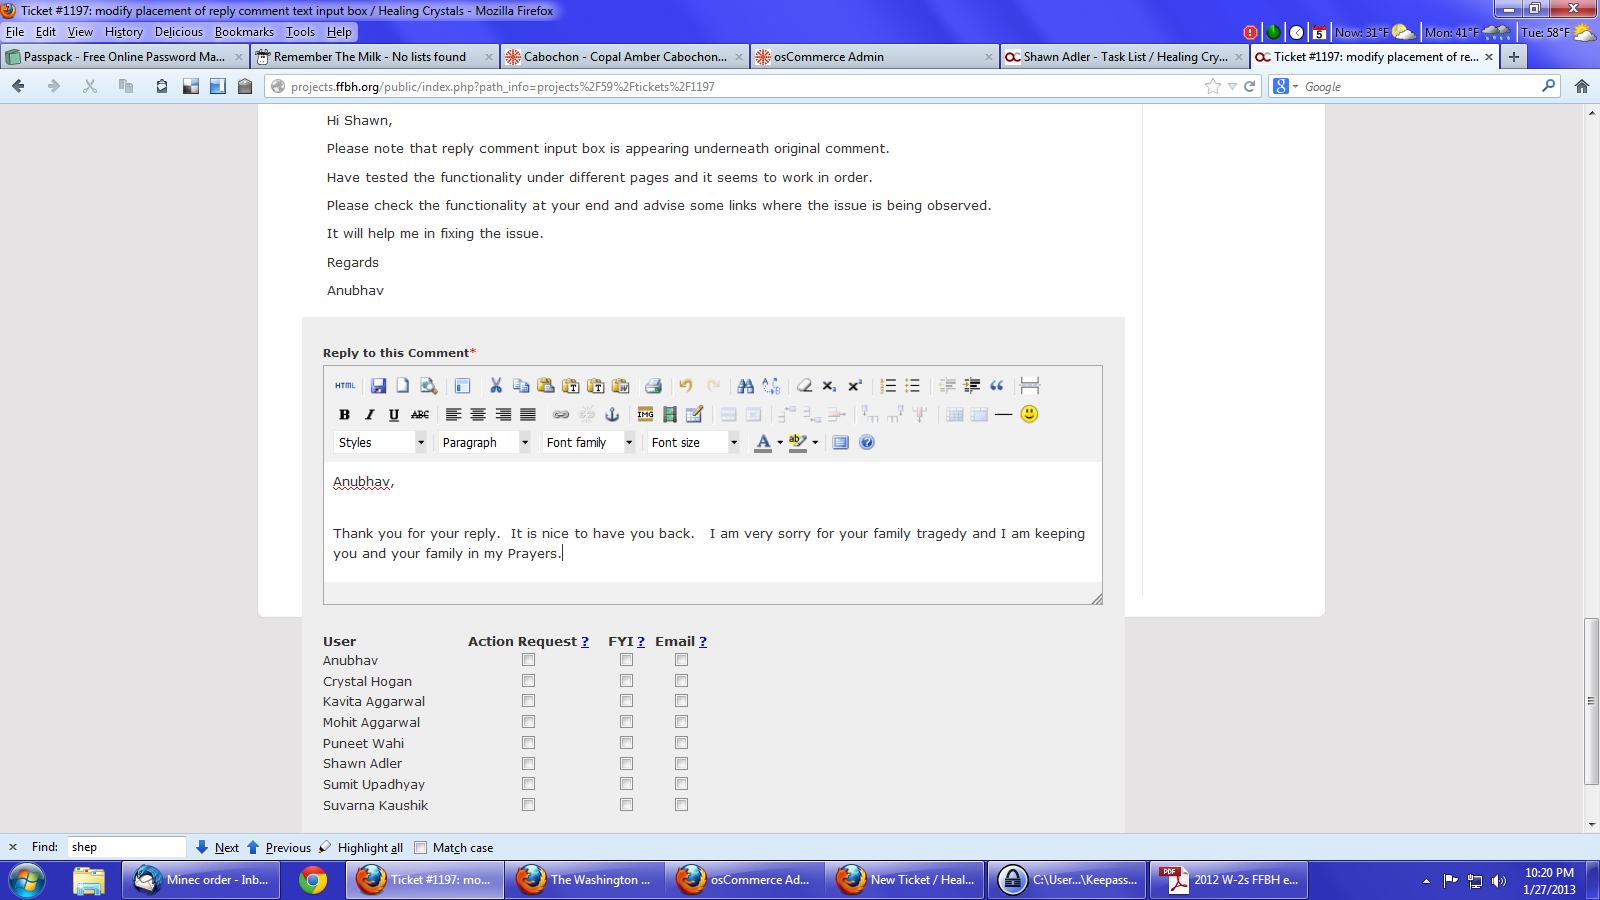 Ticket #1197: modify placement of reply comment text input box / Healing Crystals - Mozilla Firefox
File Edit View History Delicious Bookmarks Tools Help
5 Now: 31°F Mon: 41°F Tue: 58°F
Passpack - Free Online Password Ma...
Remember The Milk - No lists found
Cabochon - Copal Amber Cabochon...
osCommerce Admin
Shawn Adler - Task List / Healing Cry...
Ticket #1197: modify placement of re...
projects.ffbh.org/public/index.php?path_info=projects%2F59%2Ftickets%2F1197
Google
Hi Shawn,
Please note that reply comment input box is appearing underneath original comment.
Have tested the functionality under different pages and it seems to work in order.
Please check the functionality at your end and advise some links where the issue is being observed.
It will help me in fixing the issue.
Regards
Anubhav
Reply to this Comment*
HTML
B I U ABC IMG
Styles Paragraph Font family Font size A ab
Anubhav,
Thank you for your reply.  It is nice to have you back.   I am very sorry for your family tragedy and I am keeping
you and your family in my Prayers.
User Action Request ? FYI ? Email ?
Anubhav
Crystal Hogan
Kavita Aggarwal
Mohit Aggarwal
Puneet Wahi
Shawn Adler
Sumit Upadhyay
Suvarna Kaushik
Find: shep Next Previous Highlight all Match case
Minec order - Inb...
Ticket #1197: mo...
The Washington ...
osCommerce Ad...
New Ticket / Heal...
C:\User...\Keepass...
PDF 2012 W-2s FFBH e...
10:20 PM
1/27/2013